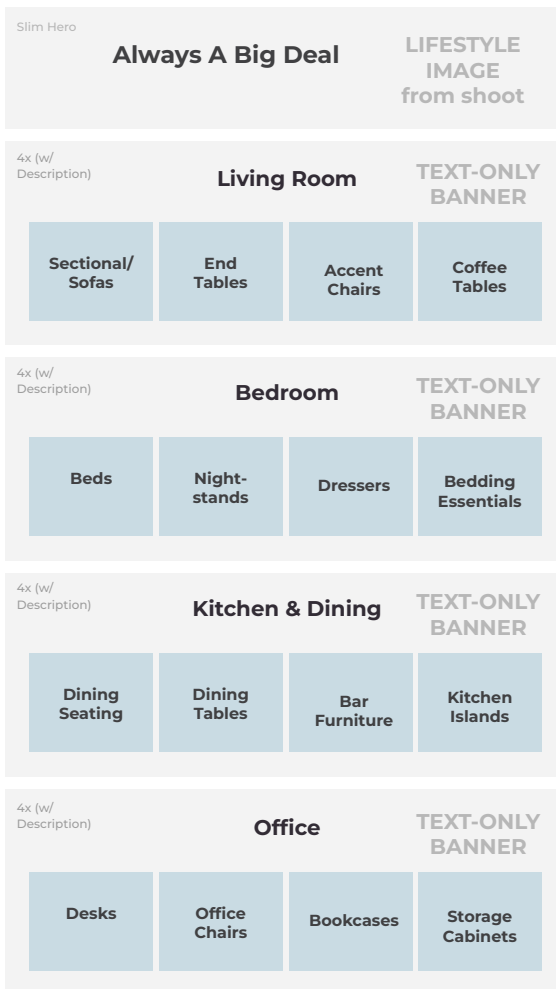 Slim Hero
Always A Big Deal
LIFESTYLE
IMAGE
from shoot
4x (w/
Description)
Living Room
TEXT-ONLY
BANNER
Sectional/
Sofas
End
Tables
Accent
Chairs
Coffee
Tables
4x (w/
Description)
Bedroom
TEXT-ONLY
BANNER
Beds
Night-
stands
Dressers
Bedding
Essentials
4x (w/
Description)
Kitchen & Dining
TEXT-ONLY
BANNER
Dining
Seating
Dining
Tables
Bar
Furniture
Kitchen
Islands
4x (w/
Description)
Office
TEXT-ONLY
BANNER
Desks
Office
Chairs
Bookcases
Storage
Cabinets